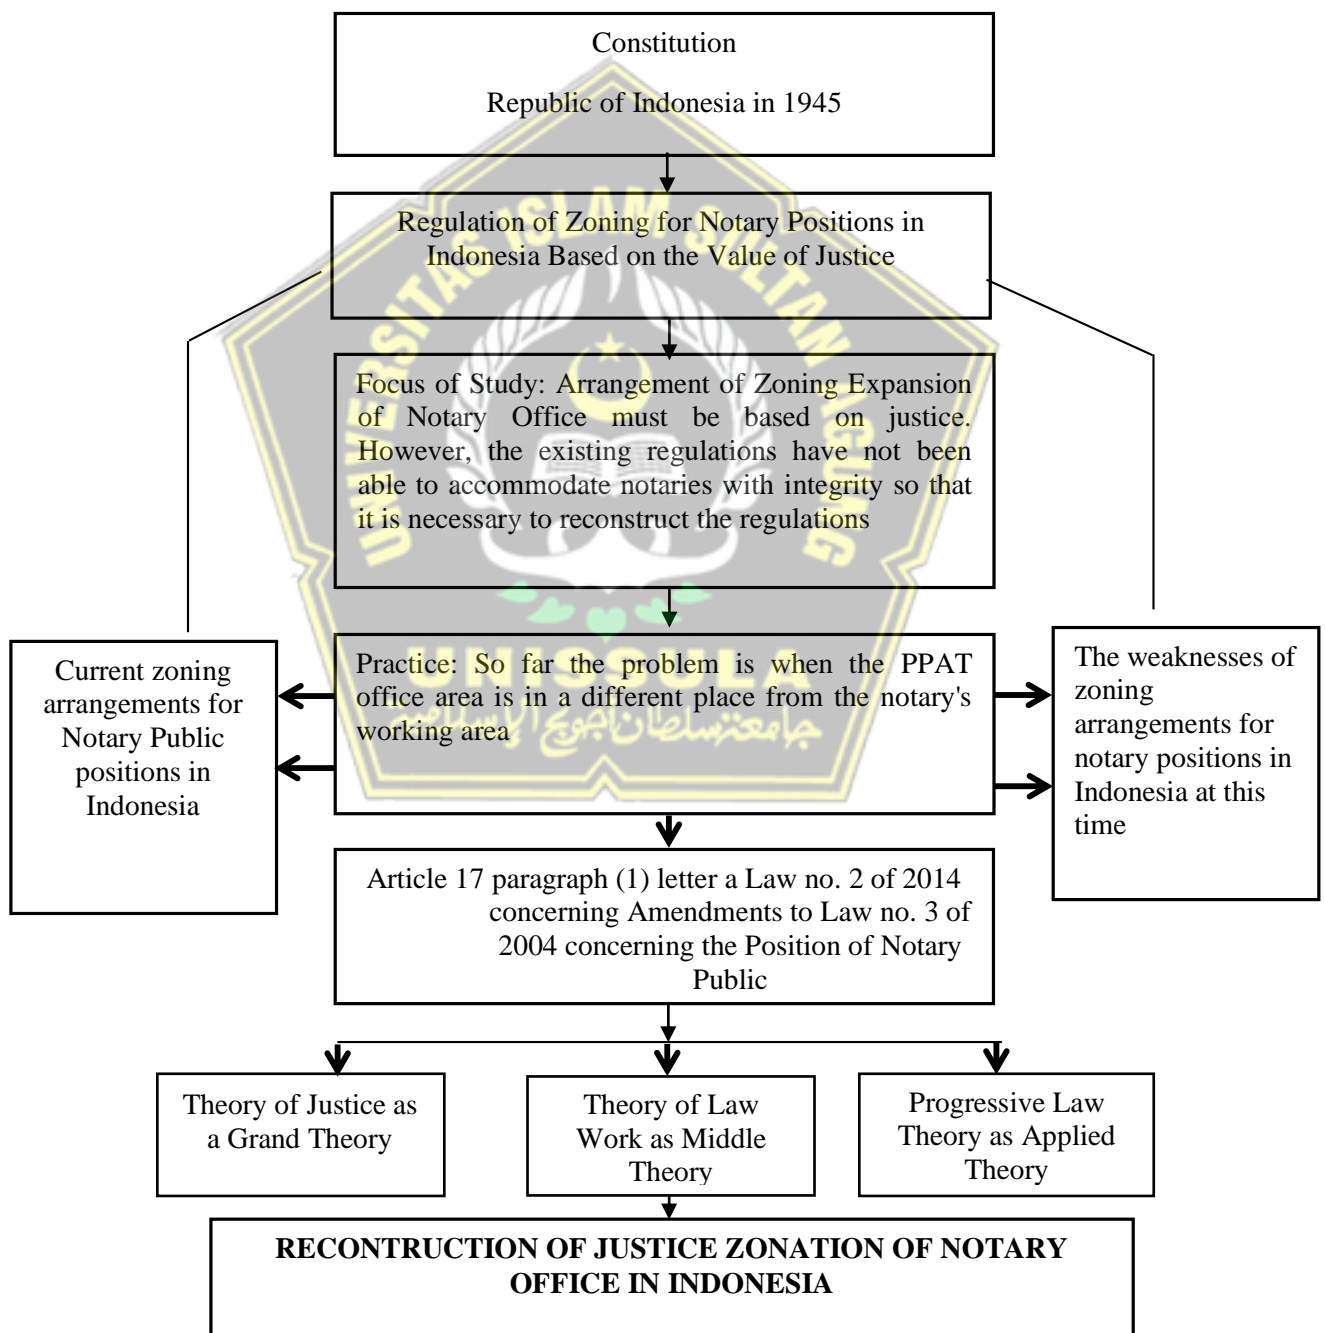 Constitution
Republic of Indonesia in 1945
Regulation of Zoning for Notary Positions in
Indonesia Based on the Value of Justice
Focus of Study: Arrangement of Zoning Expansion
of Notary Office must be based on justice.
However, the existing regulations have not been
able to accommodate notaries with integrity so that
it is necessary to reconstruct the regulations
Current zoning
arrangements for
Notary Public
positions in
Indonesia
Practice: So far the problem is when the PPAT
office area is in a different place from the notary's
working area
The weaknesses of
zoning
arrangements for
notary positions in
Indonesia at this
time
Article 17 paragraph (1) letter a Law no. 2 of 2014
concerning Amendments to Law no. 3 of
2004 concerning the Position of Notary
Public
Theory of Justice as
a Grand Theory
Theory of Law
Work as Middle
Theory
Progressive Law
Theory as Applied
Theory
RECONTRUCTION OF JUSTICE ZONATION OF NOTARY
OFFICE IN INDONESIA
UNIVERSITAS ISLAM SULTAN AGUNG
UNISSULA
جامعتنسلطان أجونج الإسلامية